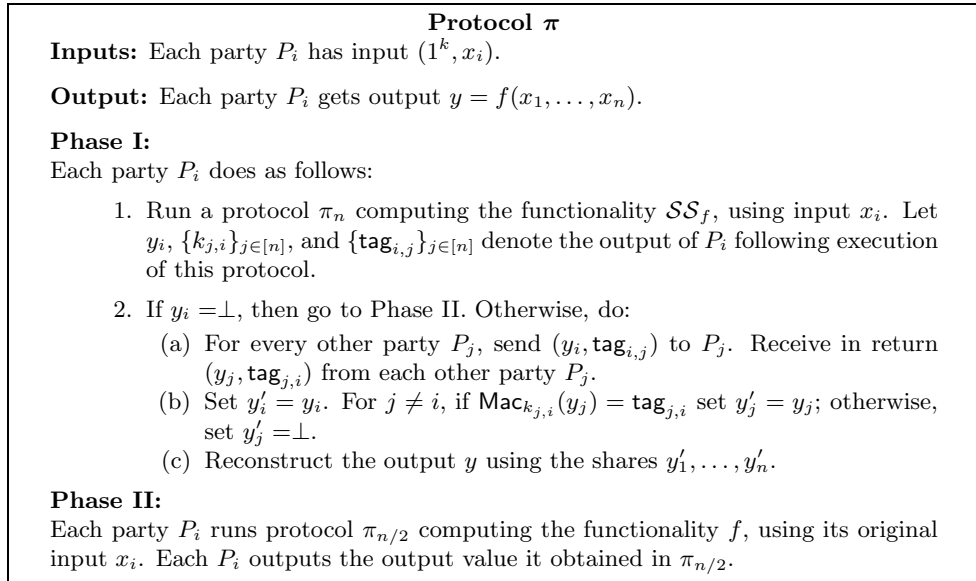 Protocol π
Inputs: Each party P_i has input (1^k, x_i).
Output: Each party P_i gets output y = f(x_1, . . . , x_n).
Phase I:
Each party P_i does as follows:
1. Run a protocol π_n computing the functionality 𝒮𝒮_f, using input x_i. Let
y_i, {k_{j,i}}_{j∈[n]}, and {tag_{i,j}}_{j∈[n]} denote the output of P_i following execution
of this protocol.
2. If y_i =⊥, then go to Phase II. Otherwise, do:
(a) For every other party P_j, send (y_i, tag_{i,j}) to P_j. Receive in return
(y_j, tag_{j,i}) from each other party P_j.
(b) Set y′_i = y_i. For j ≠ i, if Mac_{k_{j,i}}(y_j) = tag_{j,i} set y′_j = y_j; otherwise,
set y′_j =⊥.
(c) Reconstruct the output y using the shares y′_1, . . . , y′_n.
Phase II:
Each party P_i runs protocol π_{n/2} computing the functionality f, using its original
input x_i. Each P_i outputs the output value it obtained in π_{n/2}.